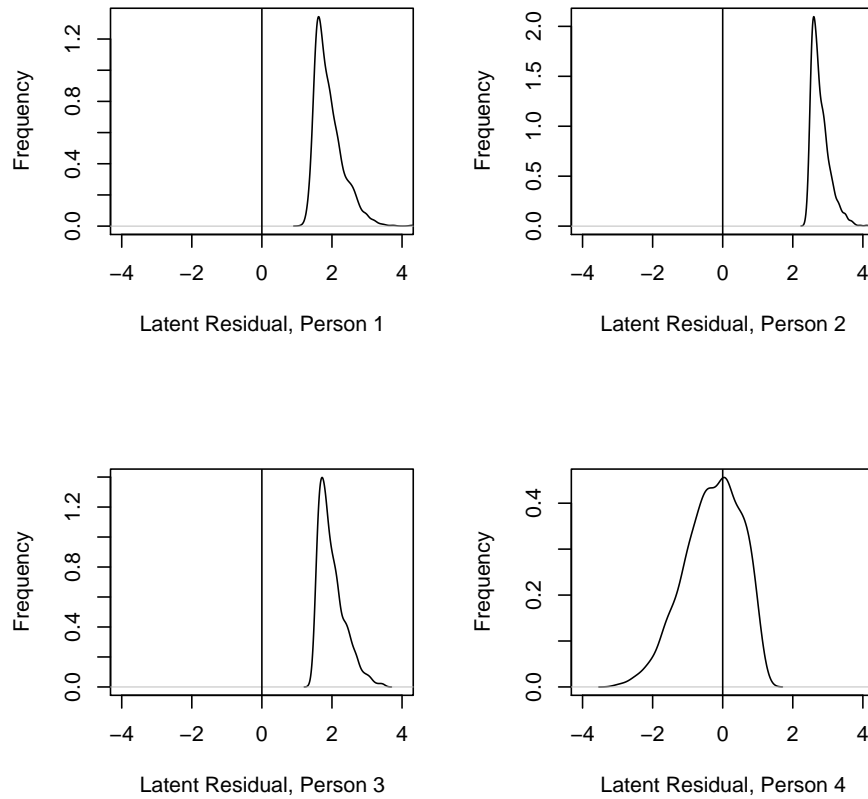 Frequency
0.0 0.4 0.8 1.2
−4 −2 0 2 4
Latent Residual, Person 1
Frequency
0.0 0.5 1.0 1.5 2.0
−4 −2 0 2 4
Latent Residual, Person 2
Frequency
0.0 0.4 0.8 1.2
−4 −2 0 2 4
Latent Residual, Person 3
Frequency
0.0 0.2 0.4
−4 −2 0 2 4
Latent Residual, Person 4